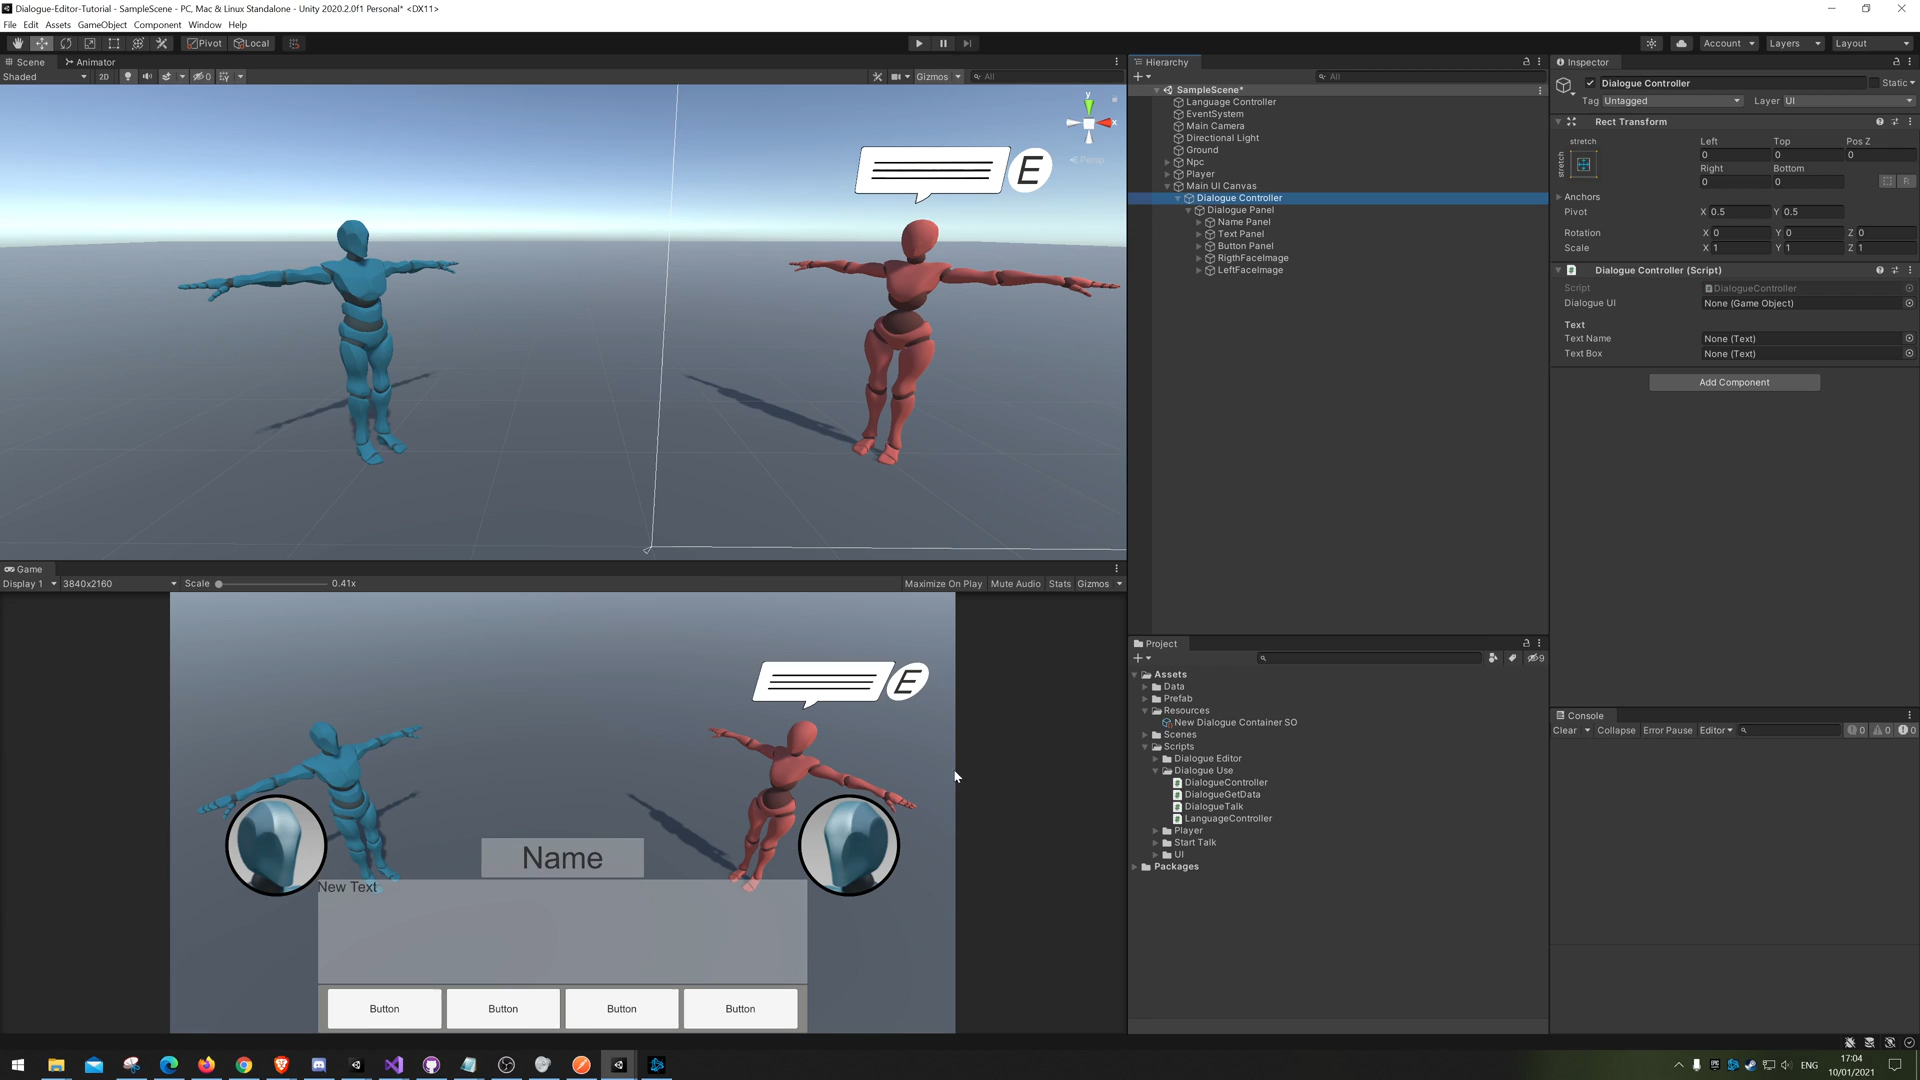 Dialogue-Editor-Tutorial - SampleScene - PC, Mac & Linux Standalone - Unity 2020.2.0f1 Personal* <DX11>
File Edit Assets GameObject Component Window Help
Pivot Local Account Layers Layout
Scene Animator
Shaded 2D 0 Gizmos All
y
x
Persp
E
Game
Display 1 3840x2160 Scale 0.41x Maximize On Play Mute Audio Stats Gizmos
E
Name
New Text
Button Button Button Button
Hierarchy
All
SampleScene*
Language Controller
EventSystem
Main Camera
Directional Light
Ground
Npc
Player
Main UI Canvas
Dialogue Controller
Dialogue Panel
Name Panel
Text Panel
Button Panel
RigthFaceImage
LeftFaceImage
Project
9
Assets
Data
Prefab
Resources
New Dialogue Container SO
Scenes
Scripts
Dialogue Editor
Dialogue Use
DialogueController
DialogueGetData
DialogueTalk
LanguageController
Player
Start Talk
UI
Packages
Inspector
Dialogue Controller Static
Tag Untagged Layer UI
Rect Transform
stretch Left Top Pos Z
stretch 0 0 0
Right Bottom
0 0 R
Anchors
Pivot X 0.5 Y 0.5
Rotation X 0 Y 0 Z 0
Scale X 1 Y 1 Z 1
Dialogue Controller (Script)
Script DialogueController
Dialogue UI None (Game Object)
Text
Text Name None (Text)
Text Box None (Text)
Add Component
Console
Clear Collapse Error Pause Editor 0 0 0
ENG
17:04
10/01/2021